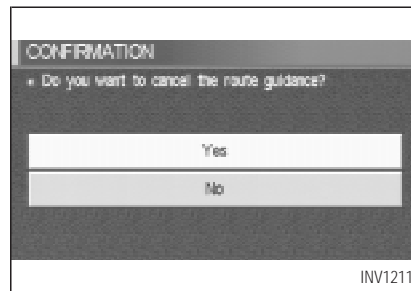 CONFIRMATION
• Do you want to cancel the route guidance?
Yes
No
INV1211